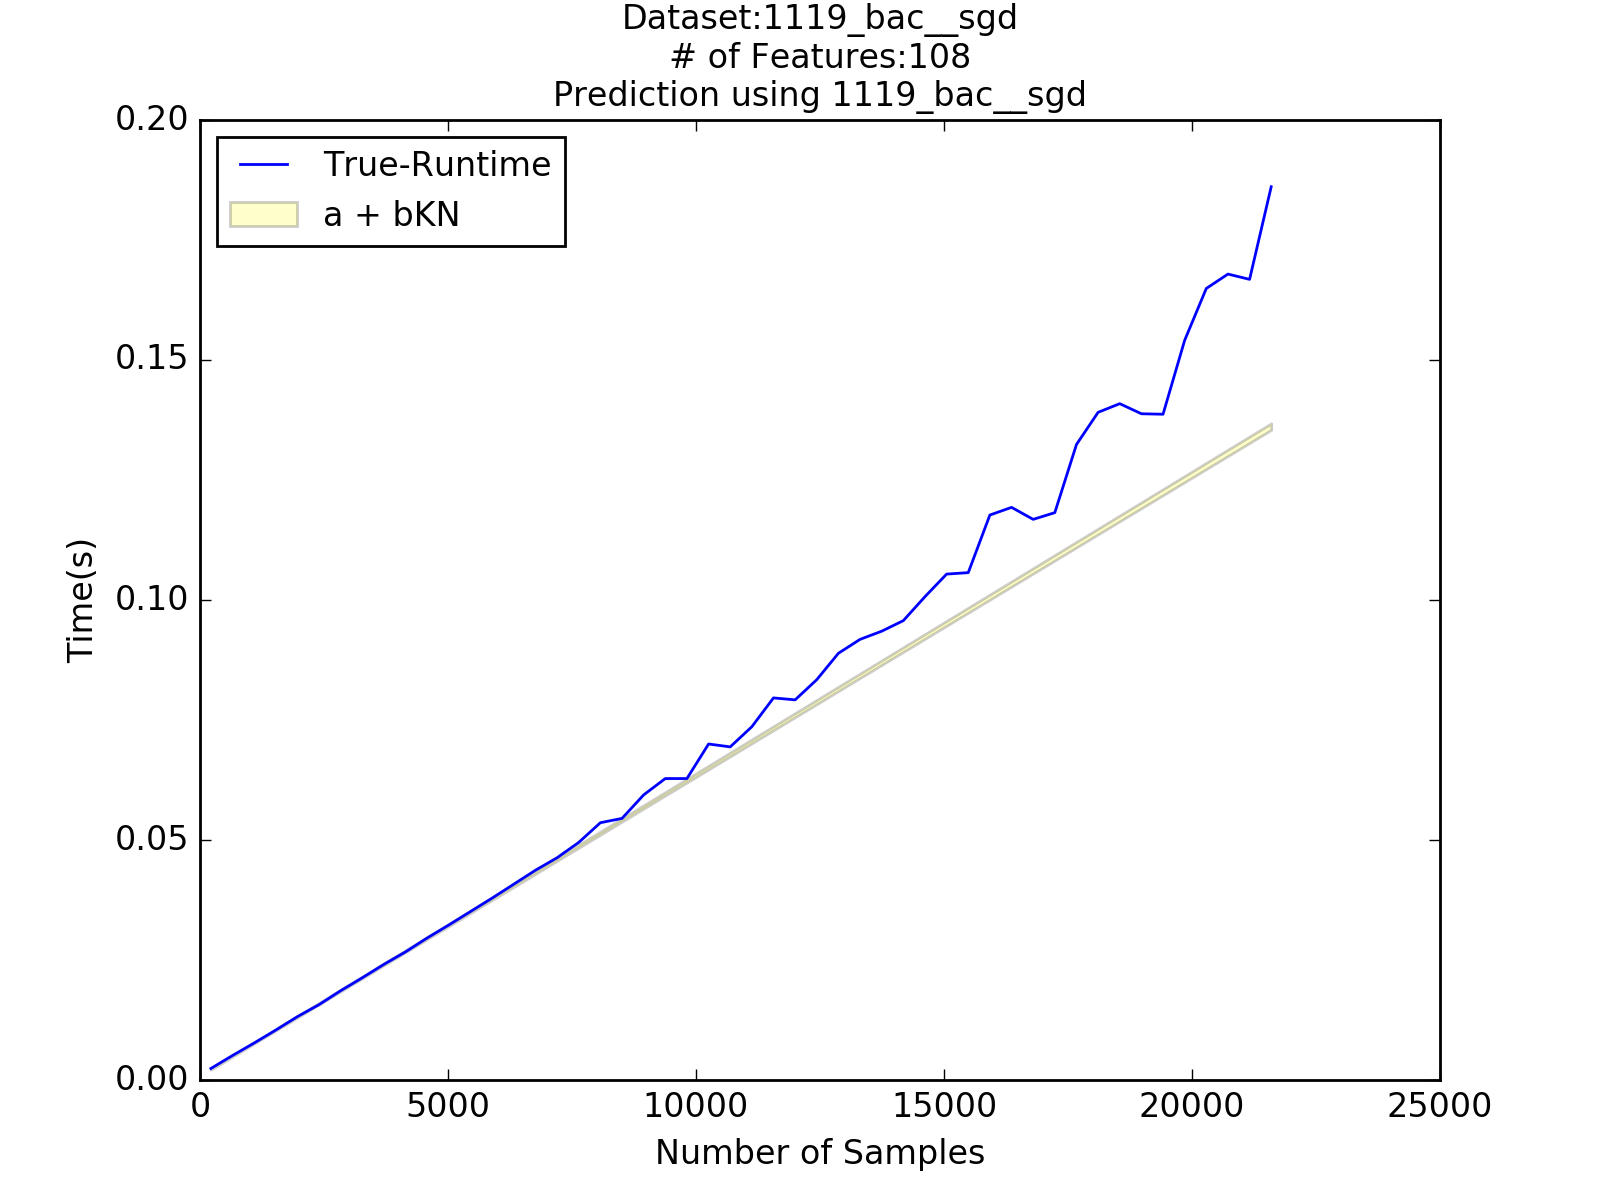 Dataset:1119_bac__sgd
# of Features:108
Prediction using 1119_bac__sgd
True-Runtime
a + bKN
0.20
0.15
0.10
0.05
0.00
Time(s)
0 5000 10000 15000 20000 25000
Number of Samples